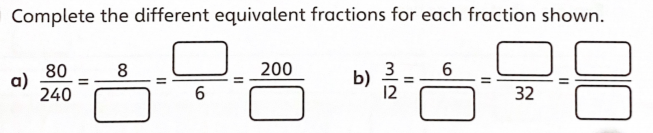 Complete the different equivalent fractions for each fraction shown.
a) 80/240 = 8/□ = □/6 = 200/□
b) 3/12 = 6/□ = □/32 = □/□